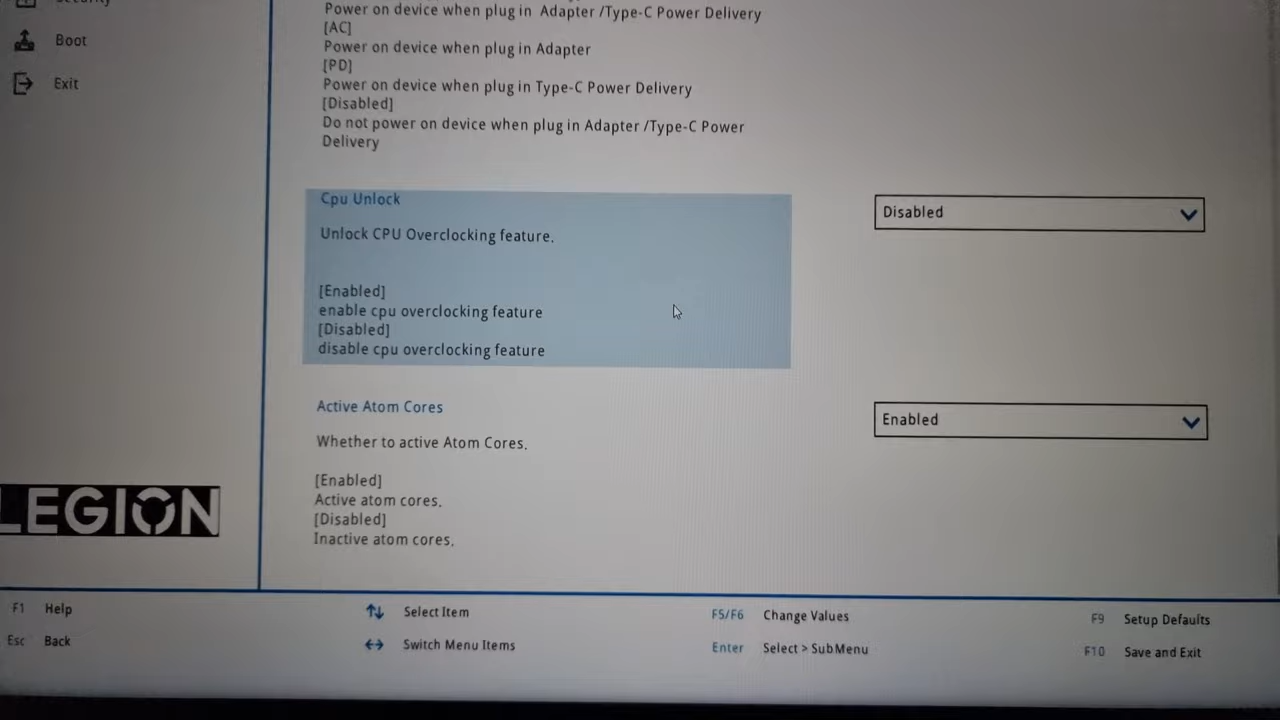 Boot
Exit
Power on device when plug in Adapter /Type-C Power Delivery
[AC]
Power on device when plug in Adapter
[PD]
Power on device when plug in Type-C Power Delivery
[Disabled]
Do not power on device when plug in Adapter /Type-C Power
Delivery
Cpu Unlock
Disabled
Unlock CPU Overclocking feature.
[Enabled]
enable cpu overclocking feature
[Disabled]
disable cpu overclocking feature
Active Atom Cores
Enabled
Whether to active Atom Cores.
[Enabled]
Active atom cores.
[Disabled]
Inactive atom cores.
LEGION
F1 Help
Select Item
F5/F6 Change Values
F9 Setup Defaults
Esc Back
Switch Menu Items
Enter Select > SubMenu
F10 Save and Exit